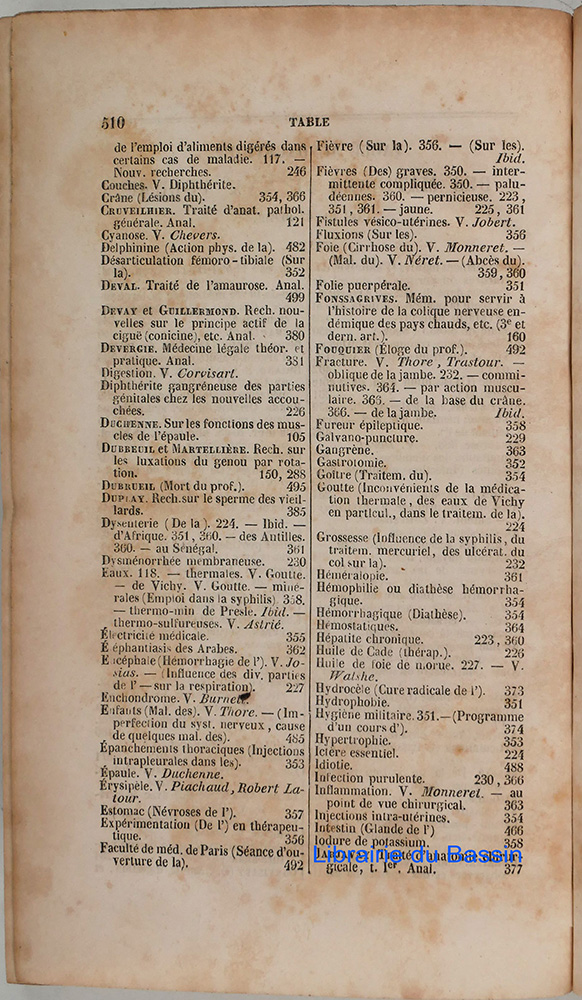 510
TABLE
de l'emploi d'aliments digérés dans
certains cas de maladie. 117. —
Nouv. recherches. 246
Couches. V. Diphthérite.
Crâne (Lésions du). 354, 366
CRUVEILHIER. Traité d'anat. pathol.
générale. Anal. 121
Cyanose. V. Chevers.
Delphinine (Action phys. de la). 482
Désarticulation fémoro-tibiale (Sur
la). 352
DEVAL. Traité de l'amaurose. Anal.
499
DEVAY et GUILLERMOND. Rech. nou-
velles sur le principe actif de la
ciguë (conicine), etc. Anal. 380
DEVERGIE. Médecine légale théor. et
pratique. Anal. 381
Digestion. V. Corvisart.
Diphthérite gangréneuse des parties
génitales chez les nouvelles accou-
chées. 226
DUCHENNE. Sur les fonctions des mus-
cles de l'épaule. 105
DUBREUIL et MARTELLIÈRE. Rech. sur
les luxations du genou par rota-
tion. 150, 288
DUBRUEIL (Mort du prof.). 495
DUPLAY. Rech. sur le sperme des vieil-
lards. 385
Dysenterie (De la). 224. — Ibid. —
d'Afrique. 351, 360. — des Antilles.
360. — au Sénégal. 361
Dysménorrhée membraneuse. 230
Eaux. 118. — thermales. V. Goutte.
— de Vichy. V. Goutte. — miné-
rales (Emploi dans la syphilis). 358.
— thermo-min de Presle. Ibid. —
thermo-sulfureuses. V. Astrié.
Électricité médicale. 355
Éléphantiasis des Arabes. 362
Encéphale (Hémorrhagie de l'). V. Jo-
sias. — (Influence des div. parties
de l' — sur la respiration). 227
Enchondrome. V. Burnett.
Enfants (Mal. des). V. Thore. — (Im-
perfection du syst. nerveux, cause
de quelques mal. des). 485
Épanchements thoraciques (Injections
intrapleurales dans les). 353
Épaule. V. Duchenne.
Érysipèle. V. Piachaud, Robert La-
tour.
Estomac (Névroses de l'). 357
Expérimentation (De l') en thérapeu-
tique. 356
Faculté de méd. de Paris (Séance d'ou-
verture de la). 492
Fièvre (Sur la). 356. — (Sur les).
Ibid.
Fièvres (Des) graves. 350. — inter-
mittente compliquée. 350. — palu-
déennes. 360. — pernicieuse. 223,
351, 361. — jaune. 225, 361
Fistules vésico-utérines. V. Jobert.
Fluxions (Sur les). 356
Foie (Cirrhose du). V. Monneret. —
(Mal. du). V. Néret. — (Abcès du).
359, 360
Folie puerpérale. 351
FONSSAGRIVES. Mém. pour servir à
l'histoire de la colique nerveuse en-
démique des pays chauds, etc. (3e et
dern. art.). 160
FOUQUIER (Éloge du prof.). 492
Fracture. V. Thore, Trastour. —
oblique de la jambe. 232. — commi-
nutives. 364. — par action muscu-
laire. 365. — de la base du crâne.
366. — de la jambe. Ibid.
Fureur épileptique. 358
Galvano-puncture. 229
Gangrène. 363
Gastrotomie. 352
Goître (Traitem. du). 354
Goutte (Inconvénients de la médica-
tion thermale, des eaux de Vichy
en particul., dans le traitem. de la).
224
Grossesse (Influence de la syphilis, du
traitem. mercuriel, des ulcérat. du
col sur la). 232
Héméralopie. 361
Hémophilie ou diathèse hémorrha-
gique. 354
Hémorrhagique (Diathèse). 354
Hémostatiques. 364
Hépatite chronique. 223, 360
Huile de Cade (thérap.). 226
Huile de foie de morue. 227. — V.
Walshe.
Hydrocèle (Cure radicale de l'). 373
Hydrophobie. 351
Hygiène militaire. 351. — (Programme
d'un cours d'). 374
Hypertrophie. 353
Ictère essentiel. 224
Idiotie. 488
Infection purulente. 230, 366
Inflammation. V. Monneret. — au
point de vue chirurgical. 363
Injections intra-utérines. 354
Intestin (Glande de l') 466
Iodure de potassium. 358
Librairie du Bassin
gicale, t. Ier. Anal. 377